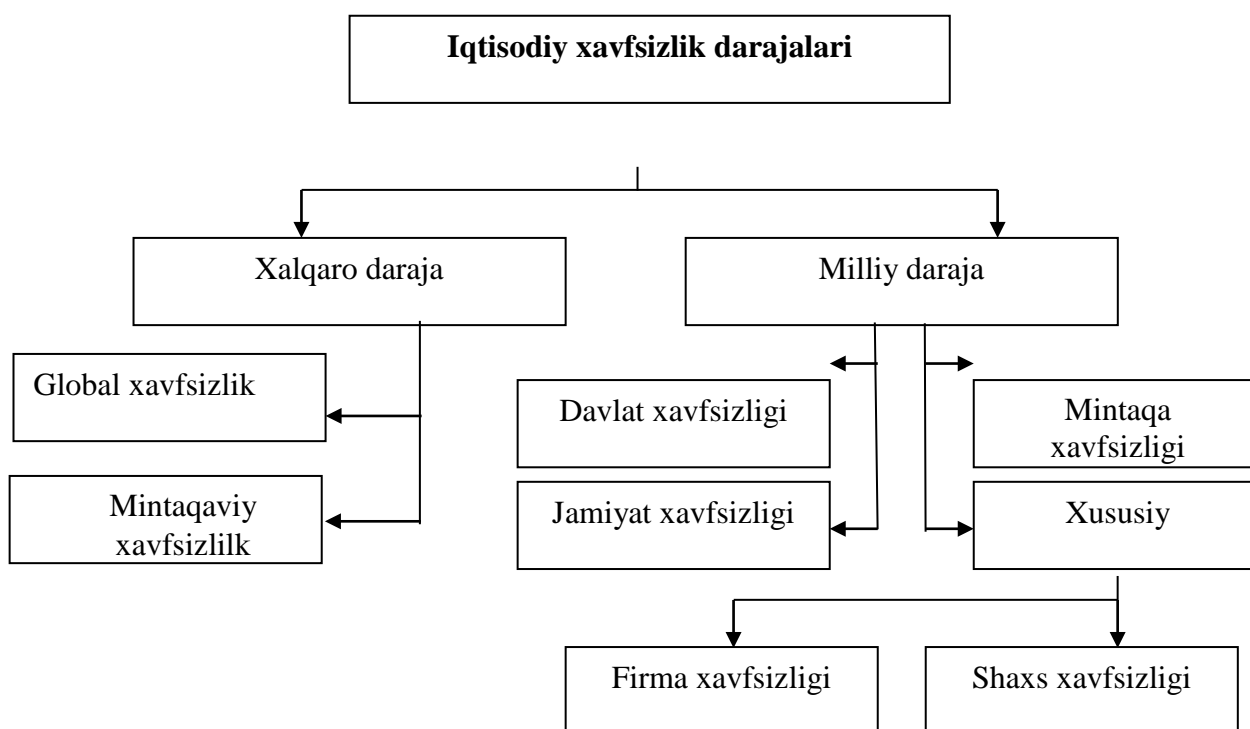 Iqtisodiy xavfsizlik darajalari
Xalqaro daraja
Milliy daraja
Global xavfsizlik
Davlat xavfsizligi
Mintaqa
xavfsizligi
Mintaqaviy
xavfsizlilk
Jamiyat xavfsizligi
Xususiy
Firma xavfsizligi
Shaxs xavfsizligi